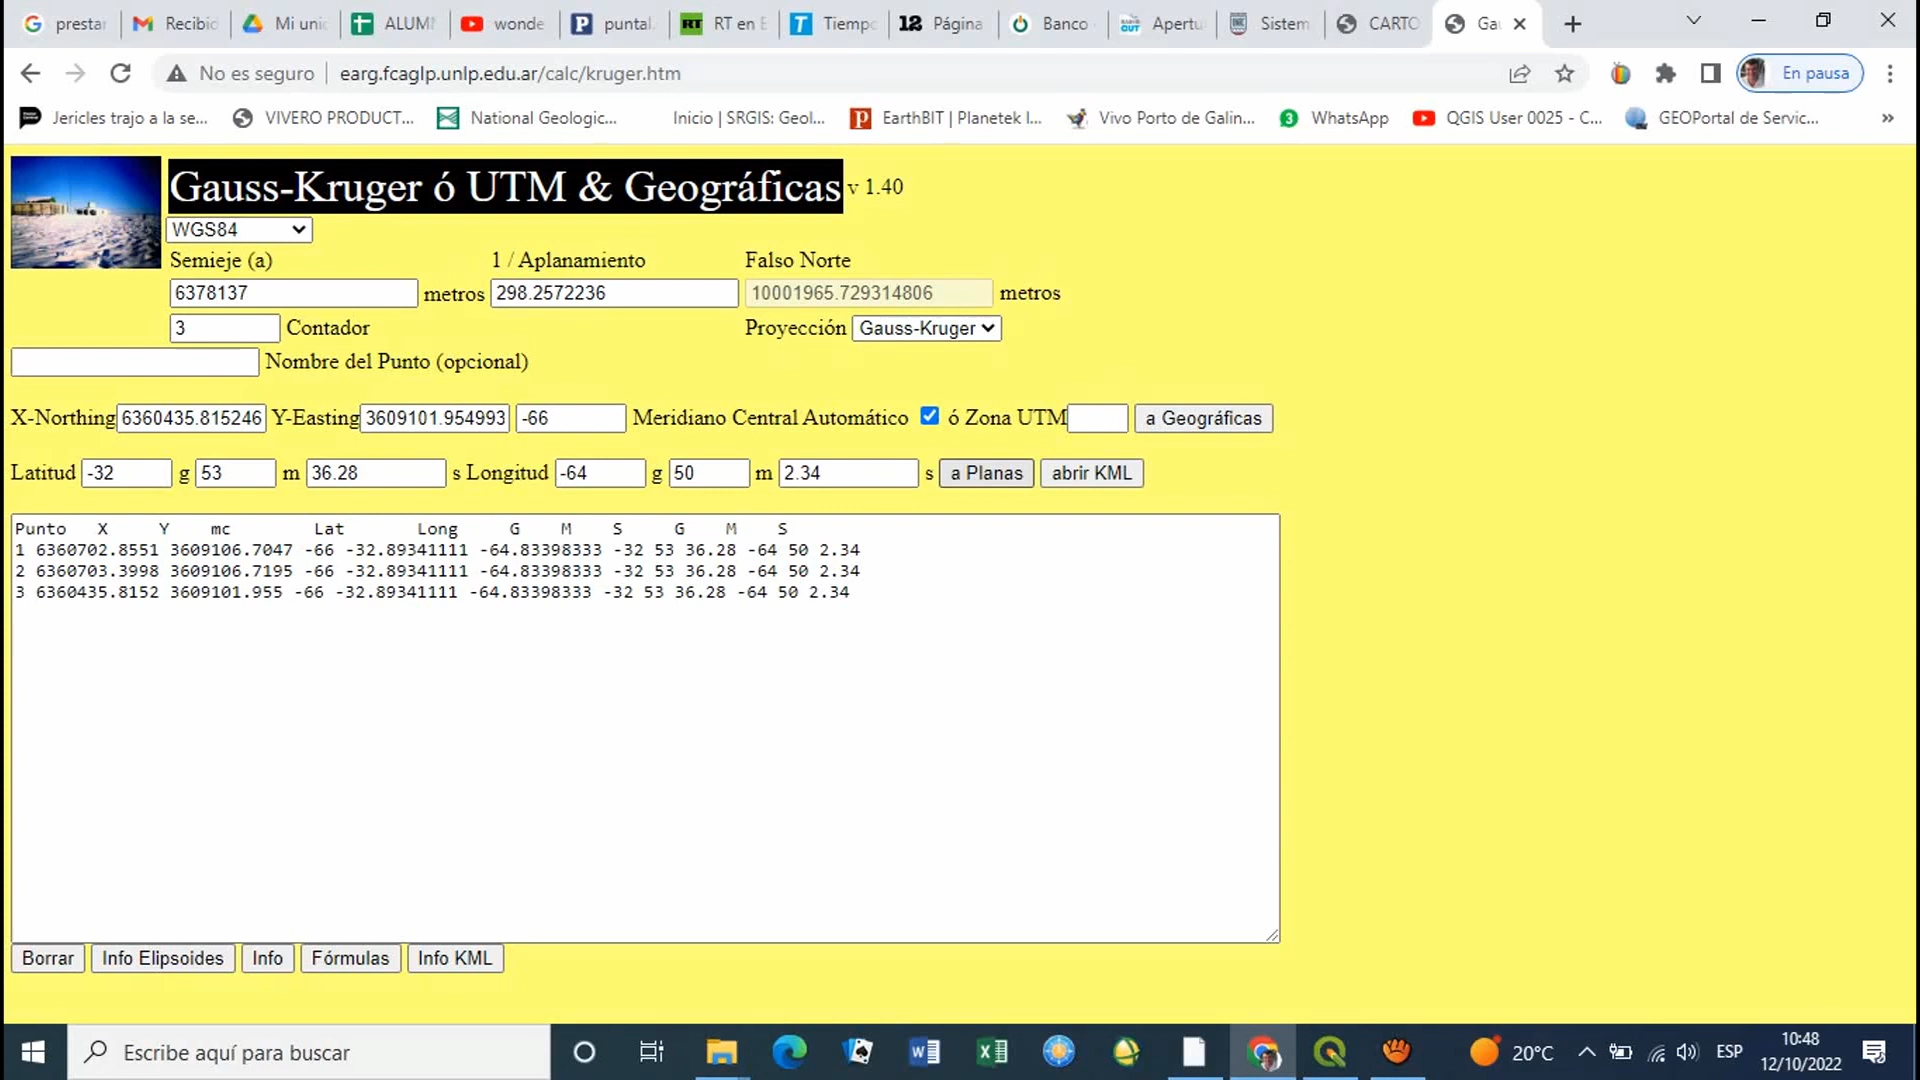 prestar
Recibid
Mi unid
ALUM
wonde
puntal.
RT
RT en E
T
Tiempo
12
Página
Banco
Apertu
Sistem
CARTO
Ga
No es seguro
earg.fcaglp.unlp.edu.ar/calc/kruger.htm
En pausa
Jericles trajo a la se...
VIVERO PRODUCT...
National Geologic...
Inicio | SRGIS: Geol...
EarthBIT | Planetek I...
Vivo Porto de Galin...
3
WhatsApp
QGIS User 0025 - C...
GEOPortal de Servic...
»
Gauss-Kruger ó UTM & Geográficas v 1.40
WGS84
Semieje (a) 1 / Aplanamiento Falso Norte
6378137 metros 298.2572236 10001965.729314806 metros
3 Contador Proyección Gauss-Kruger
Nombre del Punto (opcional)
X-Northing 6360435.815246 Y-Easting 3609101.954993 -66 Meridiano Central Automático ó Zona UTM a Geográficas
Latitud -32 g 53 m 36.28 s Longitud -64 g 50 m 2.34 s a Planas abrir KML
Punto X Y mc Lat Long G M S G M S
1 6360702.8551 3609106.7047 -66 -32.89341111 -64.83398333 -32 53 36.28 -64 50 2.34
2 6360703.3998 3609106.7195 -66 -32.89341111 -64.83398333 -32 53 36.28 -64 50 2.34
3 6360435.8152 3609101.955 -66 -32.89341111 -64.83398333 -32 53 36.28 -64 50 2.34
Borrar Info Elipsoides Info Fórmulas Info KML
Escribe aquí para buscar
20°C
ESP
10:48
12/10/2022